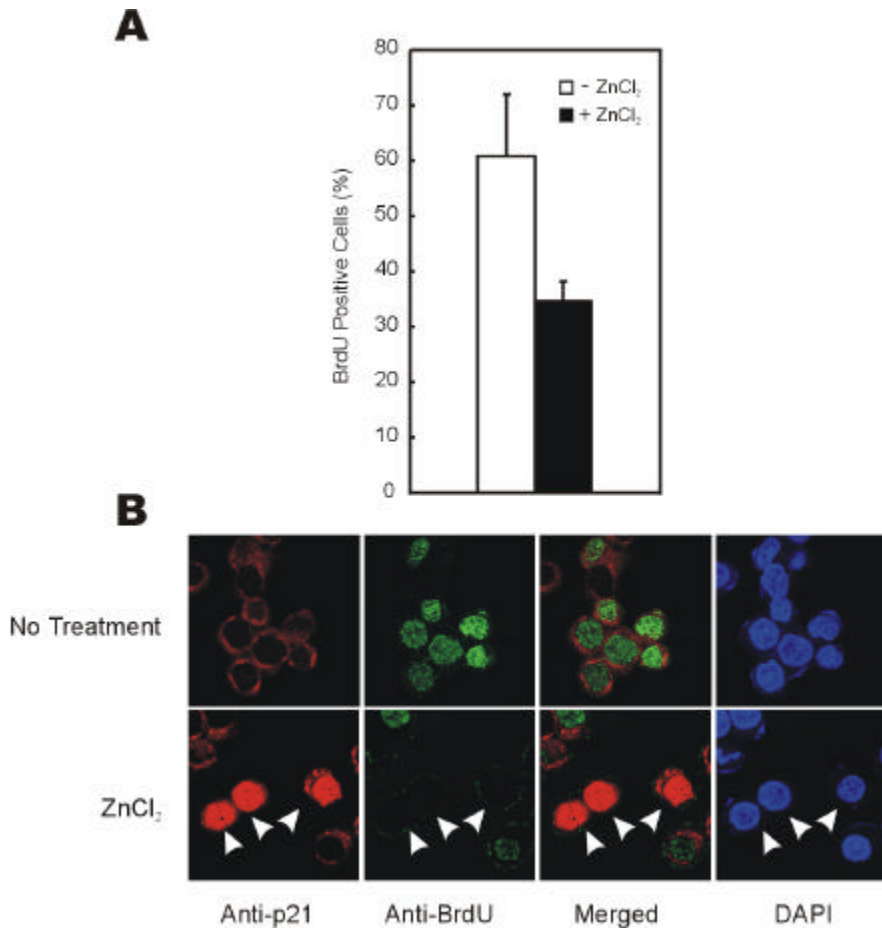 A
80
70
60
50
40
30
20
10
0
BrdU Positive Cells (%)
- ZnCl₂
+ ZnCl₂
B
No Treatment
ZnCl₂
Anti-p21 Anti-BrdU Merged DAPI